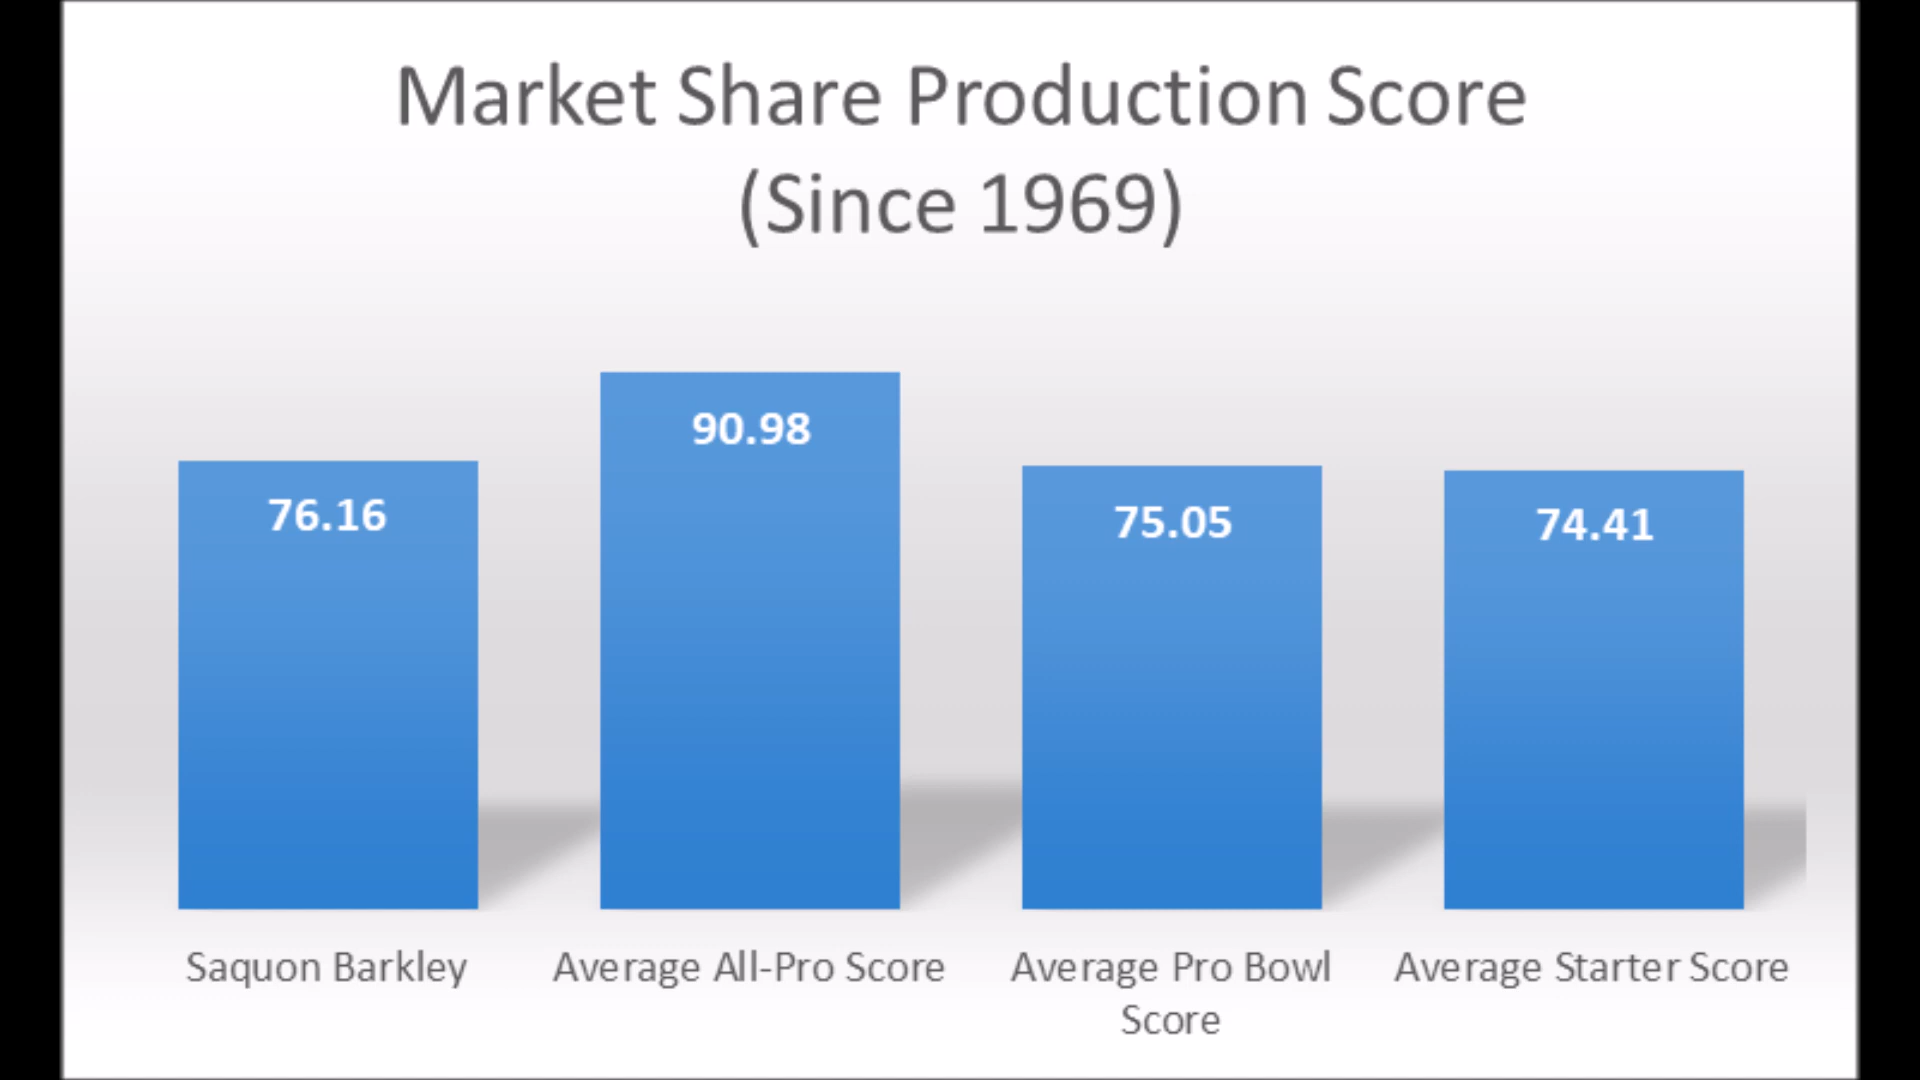 Market Share Production Score
(Since 1969)
76.16
90.98
75.05
74.41
Saquon Barkley
Average All-Pro Score
Average Pro Bowl
Score
Average Starter Score